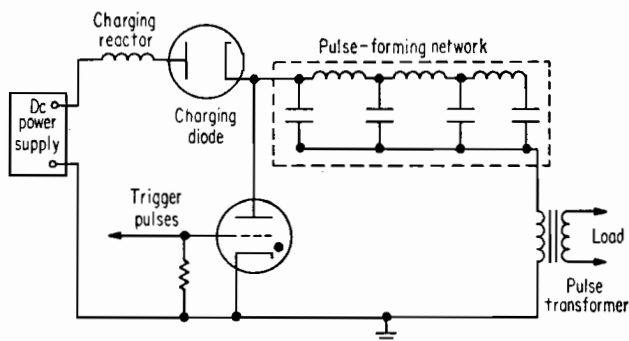 Charging
reactor
Pulse-forming network
Dc
power
supply
Charging
diode
Trigger
pulses
Load
Pulse
transformer